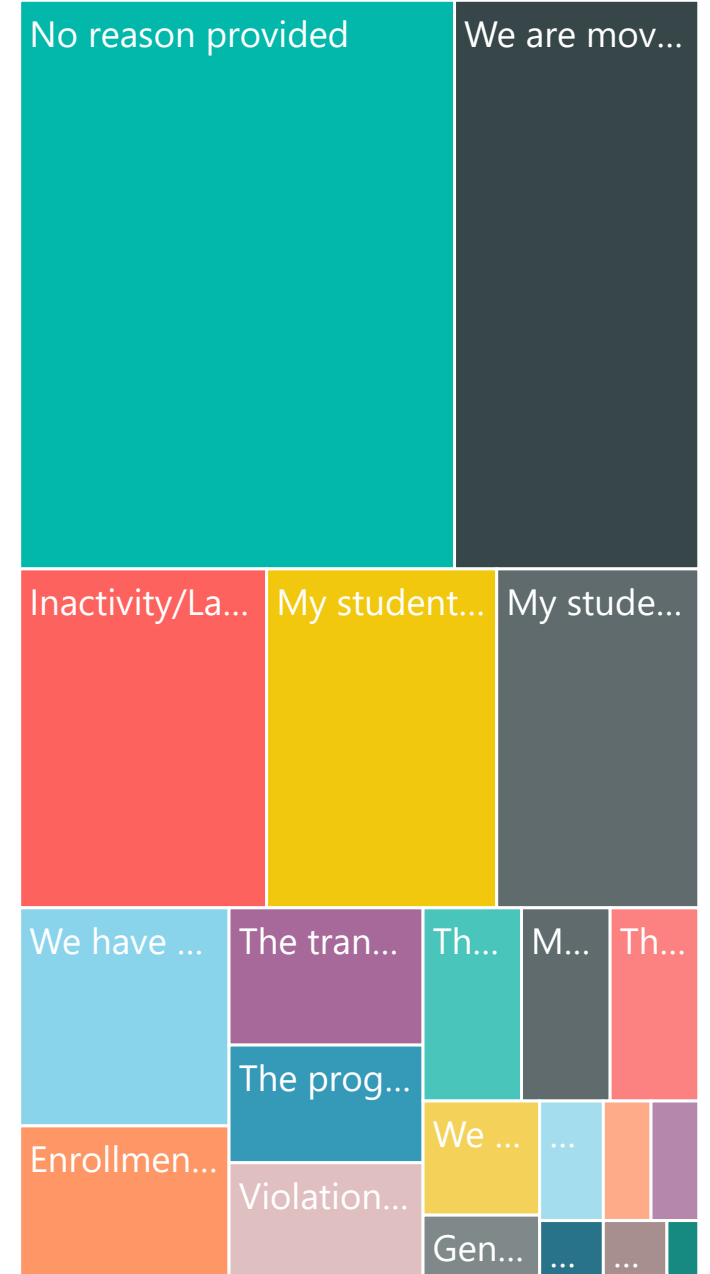 No reason provided
We are mov...
Inactivity/La...
My student...
My stude...
We have ...
The tran...
Th...
M...
Th...
The prog...
We ...
...
Enrollmen...
Violation...
Gen...
...
...